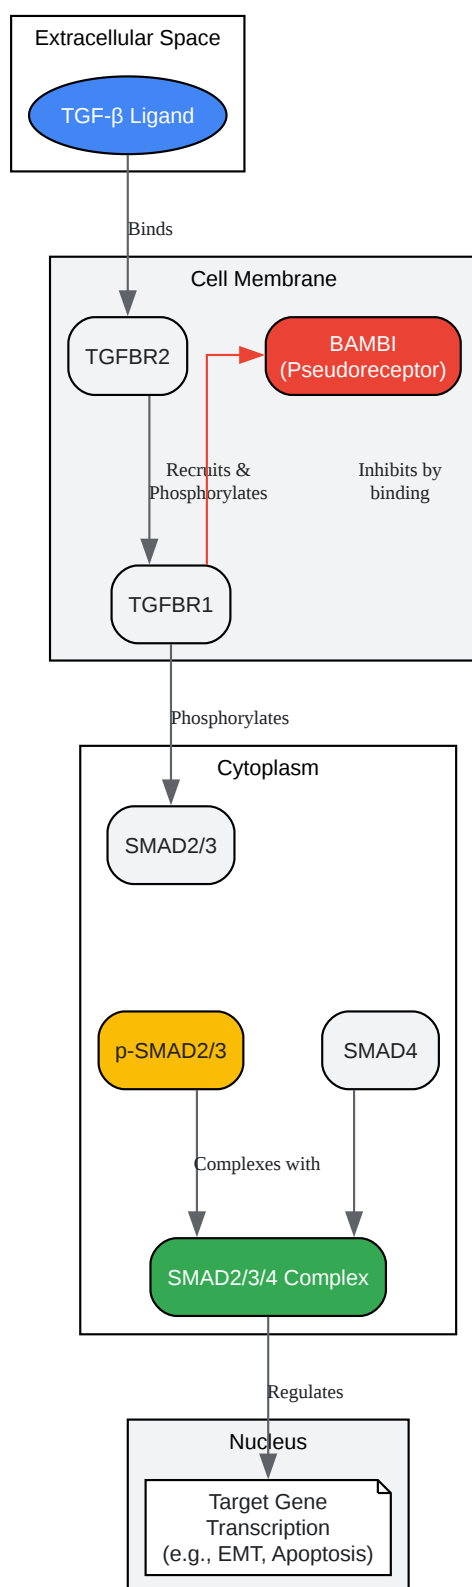 Extracellular Space
TGF-β Ligand
Binds
Cell Membrane
TGFBR2
BAMBI
(Pseudoreceptor)
Recruits &
Phosphorylates
Inhibits by
binding
TGFBR1
Phosphorylates
Cytoplasm
SMAD2/3
p-SMAD2/3
SMAD4
Complexes with
SMAD2/3/4 Complex
Regulates
Nucleus
Target Gene
Transcription
(e.g., EMT, Apoptosis)